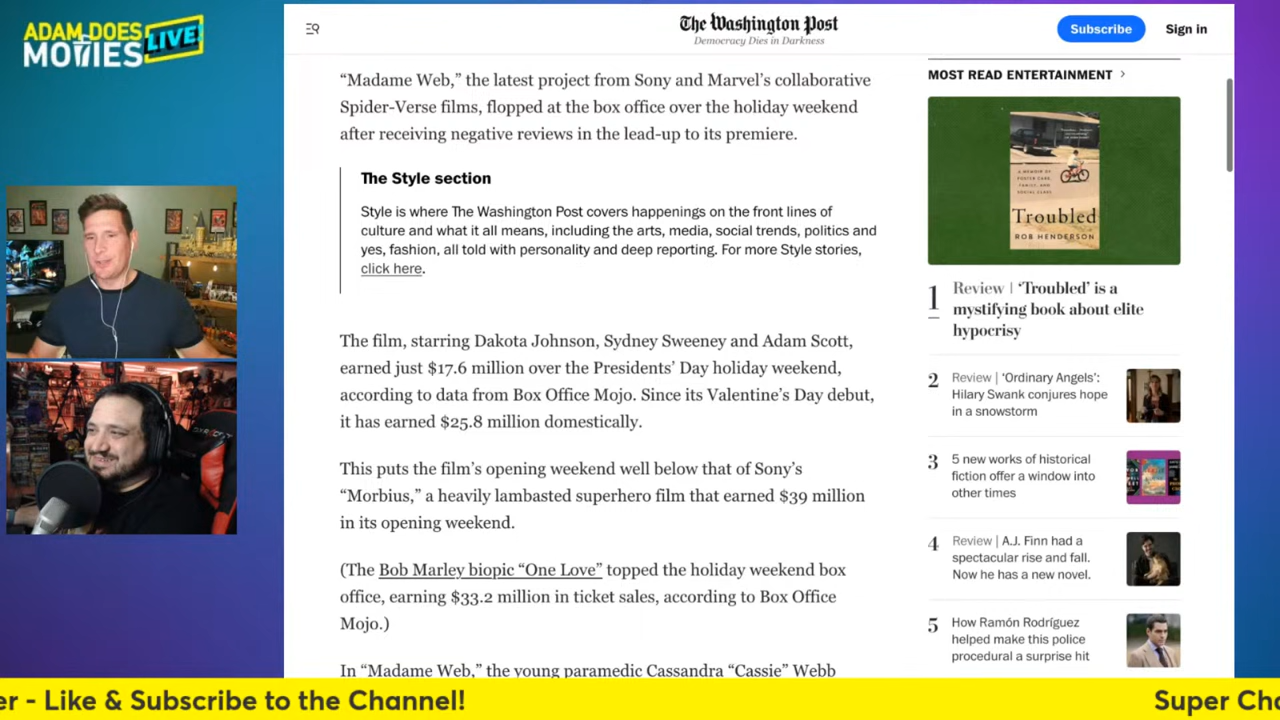 ADAM DOES
MOVIES LIVE!
The Washington Post
Democracy Dies in Darkness
Subscribe
Sign in
“Madame Web,” the latest project from Sony and Marvel’s collaborative
Spider-Verse films, flopped at the box office over the holiday weekend
after receiving negative reviews in the lead-up to its premiere.
The Style section
Style is where The Washington Post covers happenings on the front lines of
culture and what it all means, including the arts, media, social trends, politics and
yes, fashion, all told with personality and deep reporting. For more Style stories,
click here.
The film, starring Dakota Johnson, Sydney Sweeney and Adam Scott,
earned just $17.6 million over the Presidents’ Day holiday weekend,
according to data from Box Office Mojo. Since its Valentine’s Day debut,
it has earned $25.8 million domestically.
This puts the film’s opening weekend well below that of Sony’s
“Morbius,” a heavily lambasted superhero film that earned $39 million
in its opening weekend.
(The Bob Marley biopic “One Love” topped the holiday weekend box
office, earning $33.2 million in ticket sales, according to Box Office
Mojo.)
In “Madame Web,” the young paramedic Cassandra “Cassie” Webb
MOST READ ENTERTAINMENT
A MEMOIR OF
FOSTER CARE,
FAMILY, AND
SOCIAL CLASS
Troubled
ROB HENDERSON
1
Review | ‘Troubled’ is a
mystifying book about elite
hypocrisy
2
Review | ‘Ordinary Angels’:
Hilary Swank conjures hope
in a snowstorm
3
5 new works of historical
fiction offer a window into
other times
4
Review | A.J. Finn had a
spectacular rise and fall.
Now he has a new novel.
5
How Ramón Rodríguez
helped make this police
procedural a surprise hit
er - Like & Subscribe to the Channel!
Super Cha